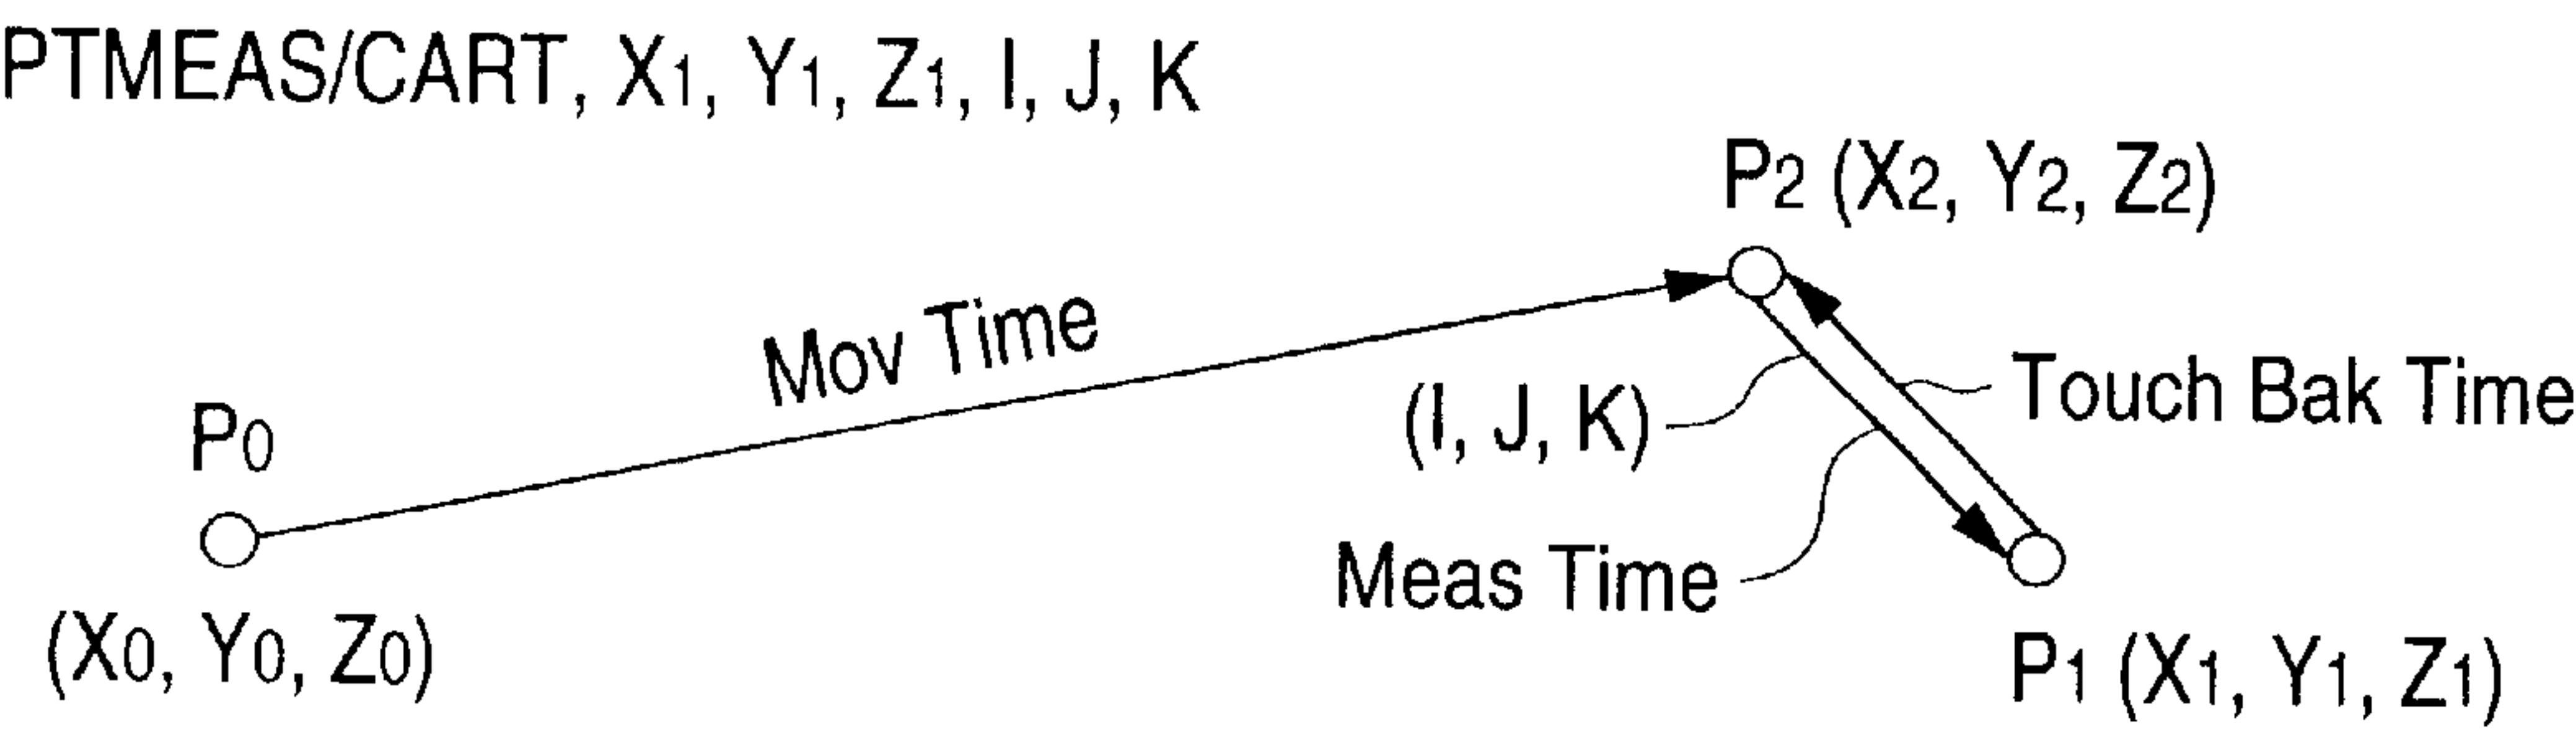 PTMEAS/CART, X1, Y1, Z1, I, J, K
P2 (X2, Y2, Z2)
Mov Time
P0
(I, J, K)
Touch Bak Time
Meas Time
(X0, Y0, Z0)
P1 (X1, Y1, Z1)